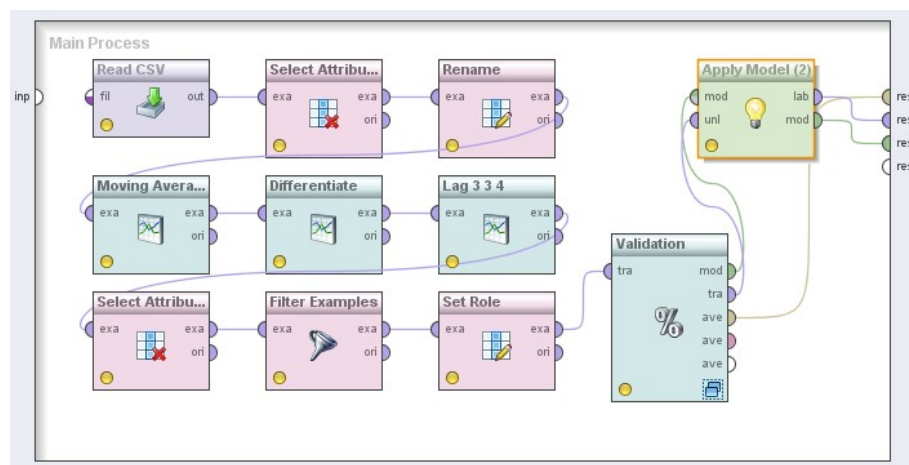 Main Process
Read CSV
fil
out
Select Attribu...
exa
exa
ori
Rename
exa
exa
ori
inp
Moving Avera...
exa
exa
ori
Differentiate
exa
exa
ori
Lag 3 3 4
exa
exa
ori
Select Attribu...
exa
exa
ori
Filter Examples
exa
exa
ori
Set Role
exa
exa
ori
Validation
tra
mod
tra
ave
ave
ave
%
Apply Model (2)
mod
lab
unl
mod
res
res
res
res